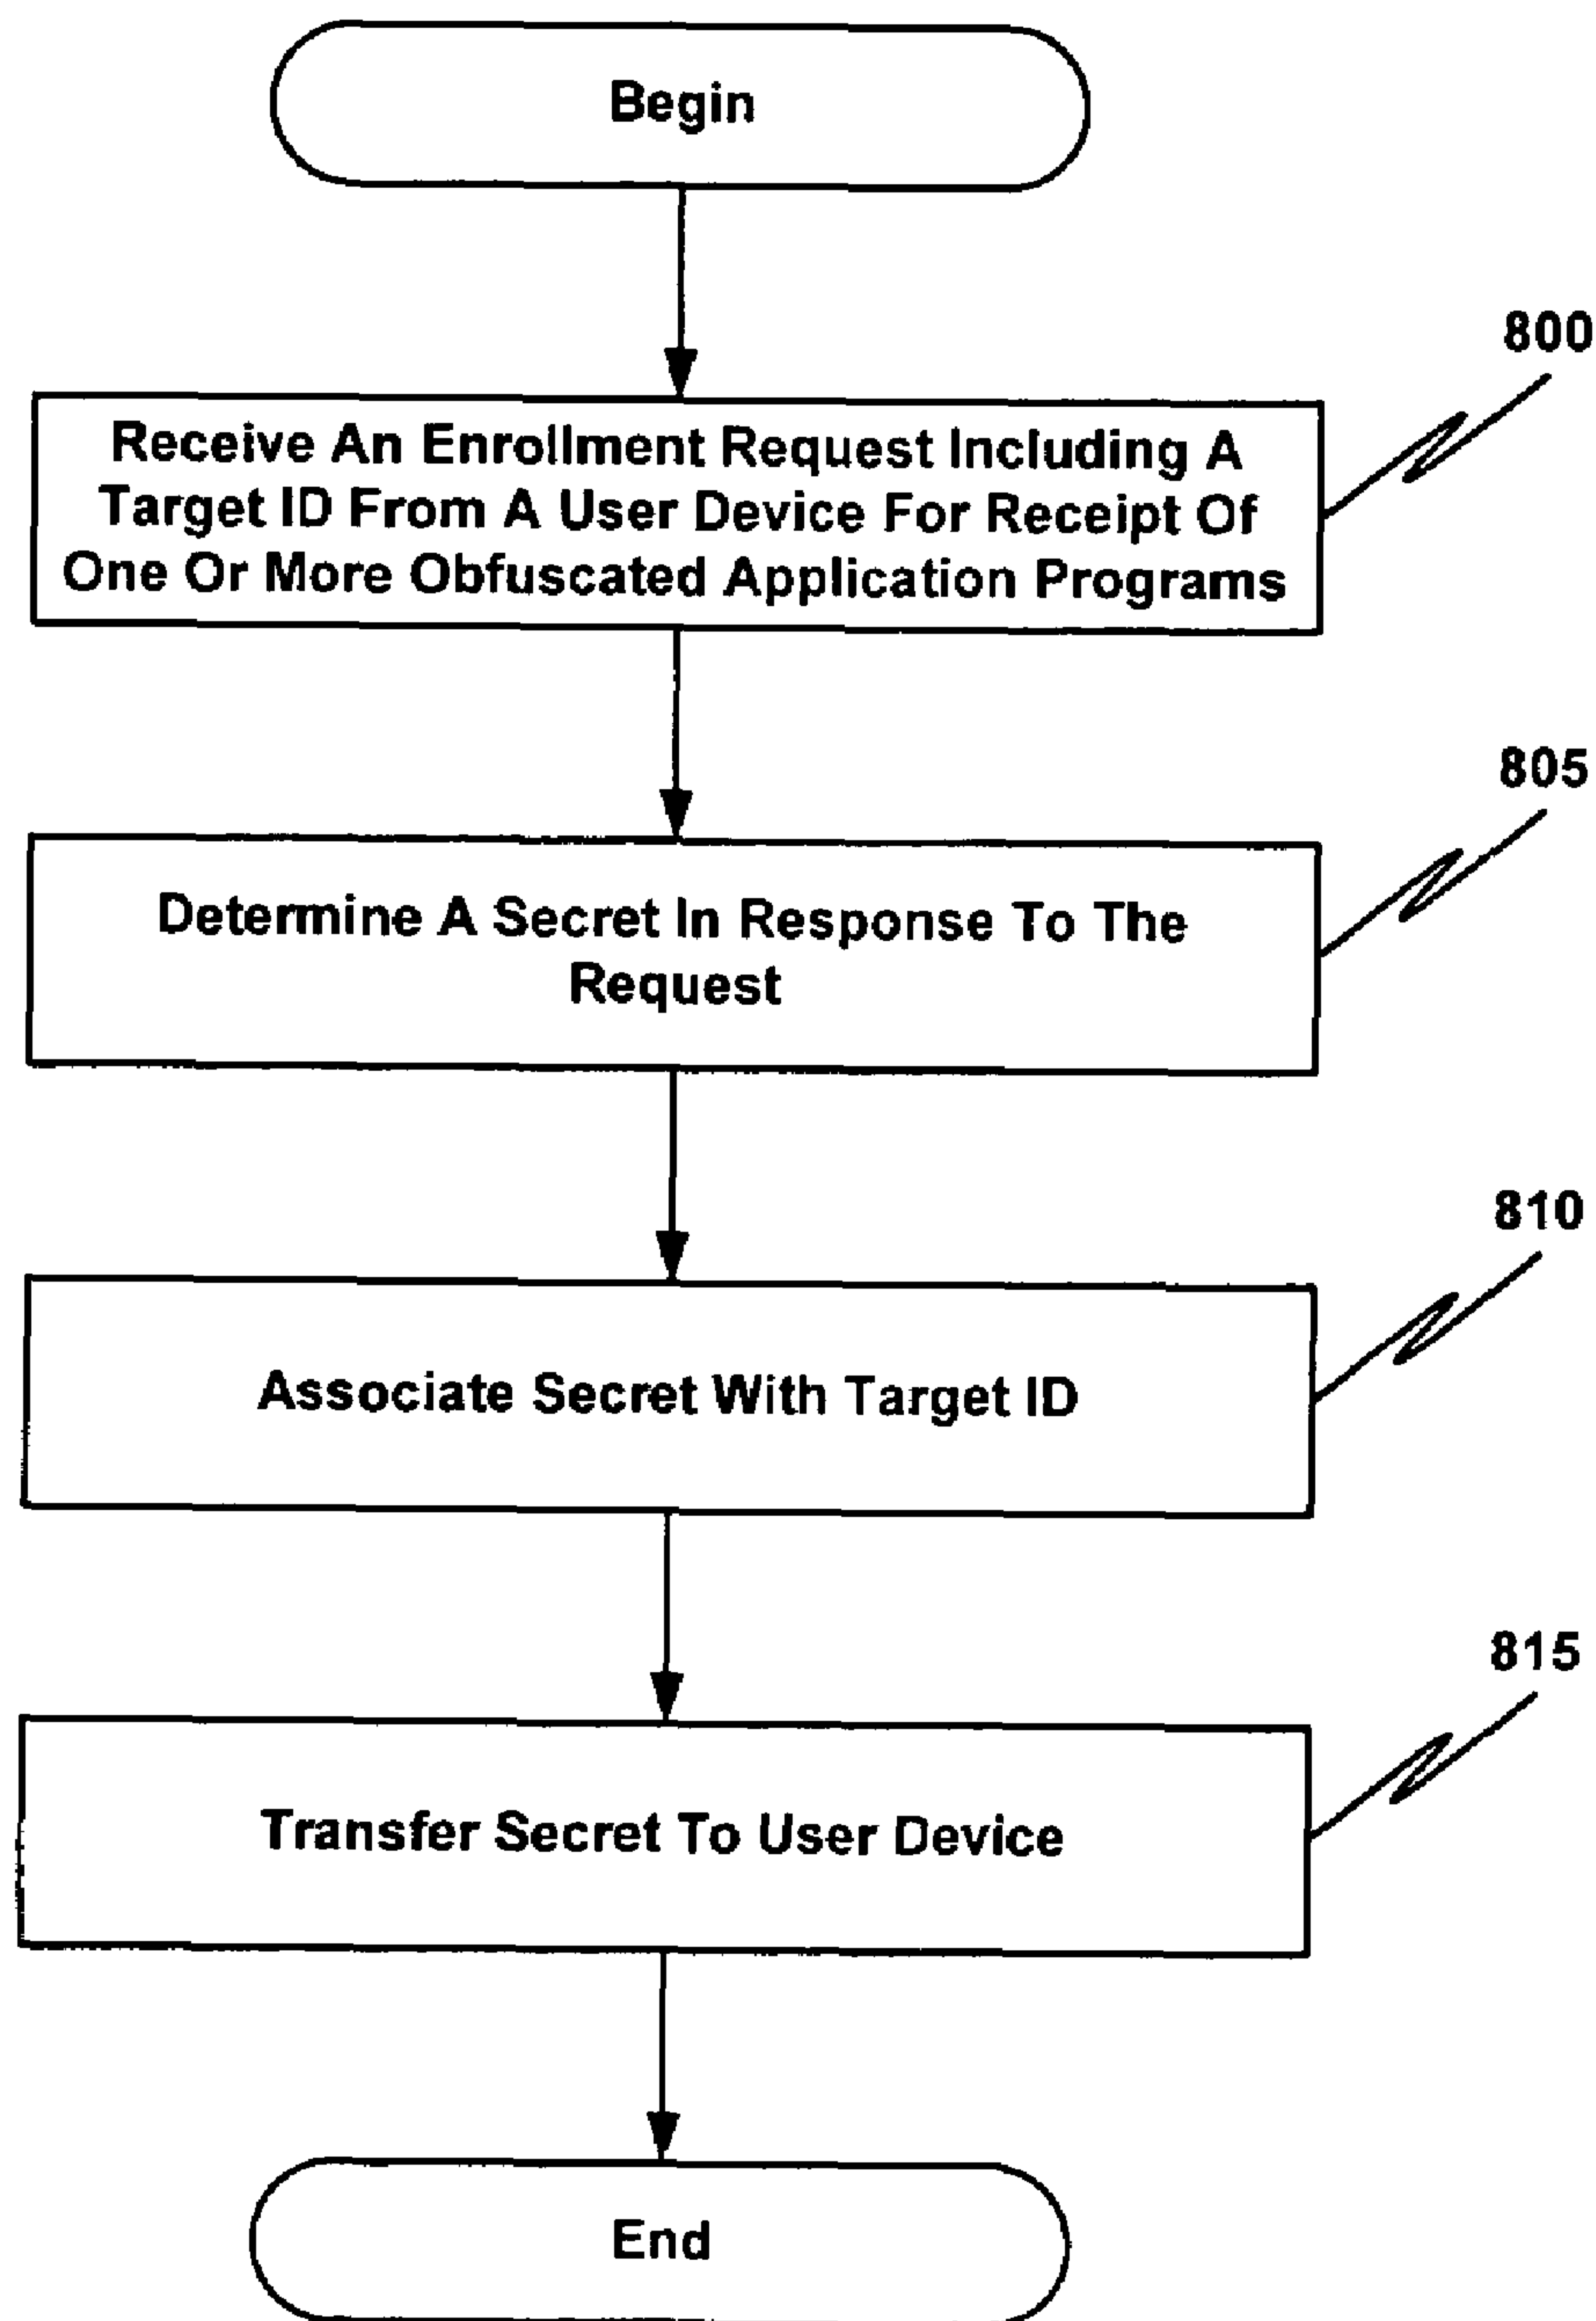 Begin
800
Receive An Enrollment Request Including A
Target ID From A User Device For Receipt Of
One Or More Obfuscated Application Programs
805
Determine A Secret In Response To The
Request
810
Associate Secret With Target ID
815
Transfer Secret To User Device
End